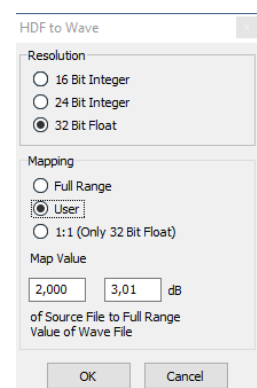 HDF to Wave
Resolution
16 Bit Integer
24 Bit Integer
32 Bit Float
Mapping
Full Range
User
1:1 (Only 32 Bit Float)
Map Value
2,000 3,01 dB
of Source File to Full Range
Value of Wave File
OK Cancel